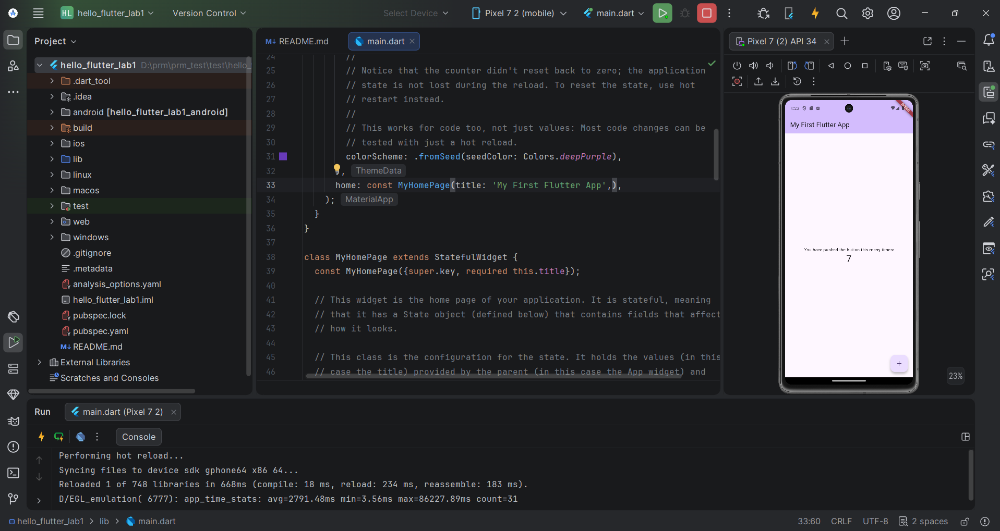 HL hello_flutter_lab1
Version Control
Select Device
Pixel 7 2 (mobile)
main.dart
Project
hello_flutter_lab1 D:\prm\prm_test\test\hello_
.dart_tool
.idea
android [hello_flutter_lab1_android]
build
ios
lib
linux
macos
test
web
windows
.gitignore
.metadata
analysis_options.yaml
hello_flutter_lab1.iml
pubspec.lock
pubspec.yaml
M↓ README.md
External Libraries
Scratches and Consoles
M↓ README.md
main.dart
24 //
25 // Notice that the counter didn't reset back to zero; the application
26 // state is not lost during the reload. To reset the state, use hot
27 // restart instead.
28 //
29 // This works for code too, not just values: Most code changes can be
30 // tested with just a hot reload.
31 colorScheme: .fromSeed(seedColor: Colors.deepPurple),
32 , ThemeData
33 home: const MyHomePage(title: 'My First Flutter App',),
34 ); MaterialApp
35 }
36 }
37
38 class MyHomePage extends StatefulWidget {
39 const MyHomePage({super.key, required this.title});
40
41 // This widget is the home page of your application. It is stateful, meaning
42 // that it has a State object (defined below) that contains fields that affect
43 // how it looks.
44
45 // This class is the configuration for the state. It holds the values (in this
46 // case the title) provided by the parent (in this case the App widget) and
Pixel 7 (2) API 34
4:23
DEBUG
My First Flutter App
You have pushed the button this many times:
7
+
23%
Run
main.dart (Pixel 7 2)
Console
Performing hot reload...
Syncing files to device sdk gphone64 x86 64...
Reloaded 1 of 748 libraries in 668ms (compile: 18 ms, reload: 234 ms, reassemble: 183 ms).
D/EGL_emulation( 6777): app_time_stats: avg=2791.48ms min=3.56ms max=86227.89ms count=31
hello_flutter_lab1 > lib > main.dart
33:60 CRLF UTF-8 2 spaces